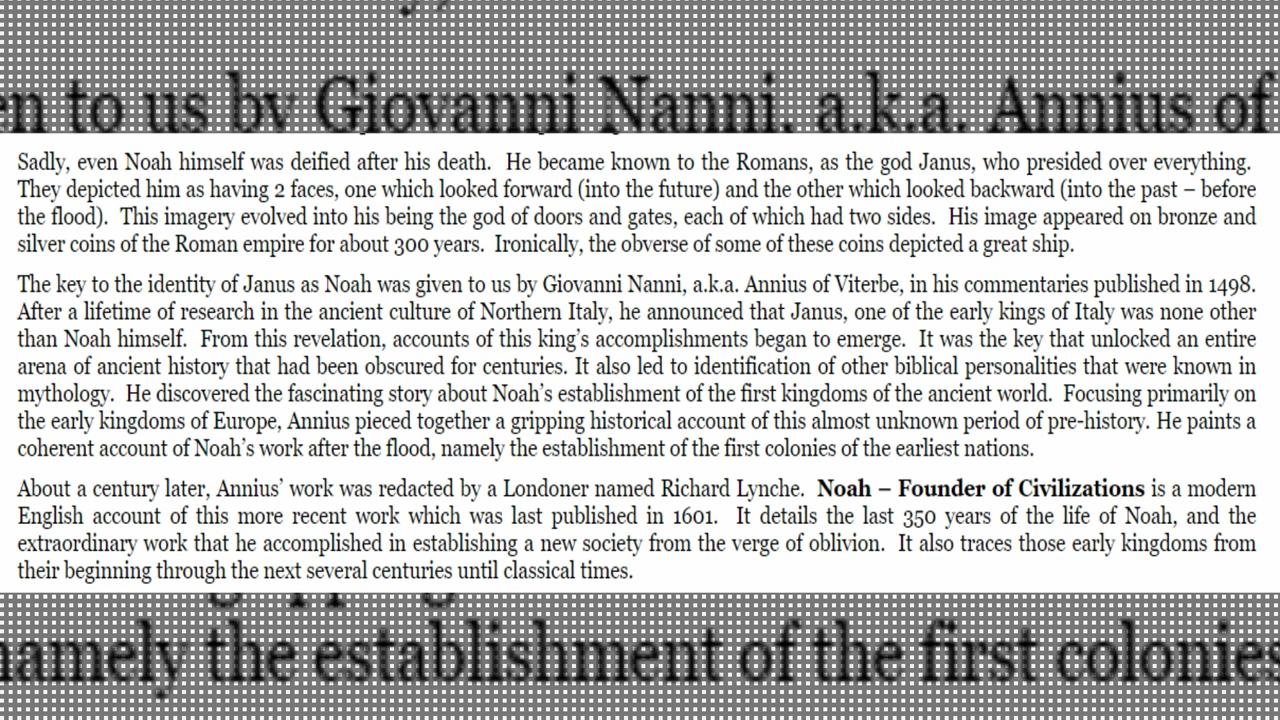 en to us by Giovanni Nanni, a.k.a. Annius of
Sadly, even Noah himself was deified after his death. He became known to the Romans, as the god Janus, who presided over everything.
They depicted him as having 2 faces, one which looked forward (into the future) and the other which looked backward (into the past – before
the flood). This imagery evolved into his being the god of doors and gates, each of which had two sides. His image appeared on bronze and
silver coins of the Roman empire for about 300 years. Ironically, the obverse of some of these coins depicted a great ship.
The key to the identity of Janus as Noah was given to us by Giovanni Nanni, a.k.a. Annius of Viterbe, in his commentaries published in 1498.
After a lifetime of research in the ancient culture of Northern Italy, he announced that Janus, one of the early kings of Italy was none other
than Noah himself. From this revelation, accounts of this king's accomplishments began to emerge. It was the key that unlocked an entire
arena of ancient history that had been obscured for centuries. It also led to identification of other biblical personalities that were known in
mythology. He discovered the fascinating story about Noah's establishment of the first kingdoms of the ancient world. Focusing primarily on
the early kingdoms of Europe, Annius pieced together a gripping historical account of this almost unknown period of pre-history. He paints a
coherent account of Noah's work after the flood, namely the establishment of the first colonies of the earliest nations.
About a century later, Annius' work was redacted by a Londoner named Richard Lynche. Noah – Founder of Civilizations is a modern
English account of this more recent work which was last published in 1601. It details the last 350 years of the life of Noah, and the
extraordinary work that he accomplished in establishing a new society from the verge of oblivion. It also traces those early kingdoms from
their beginning through the next several centuries until classical times.
namely the establishment of the first colonies